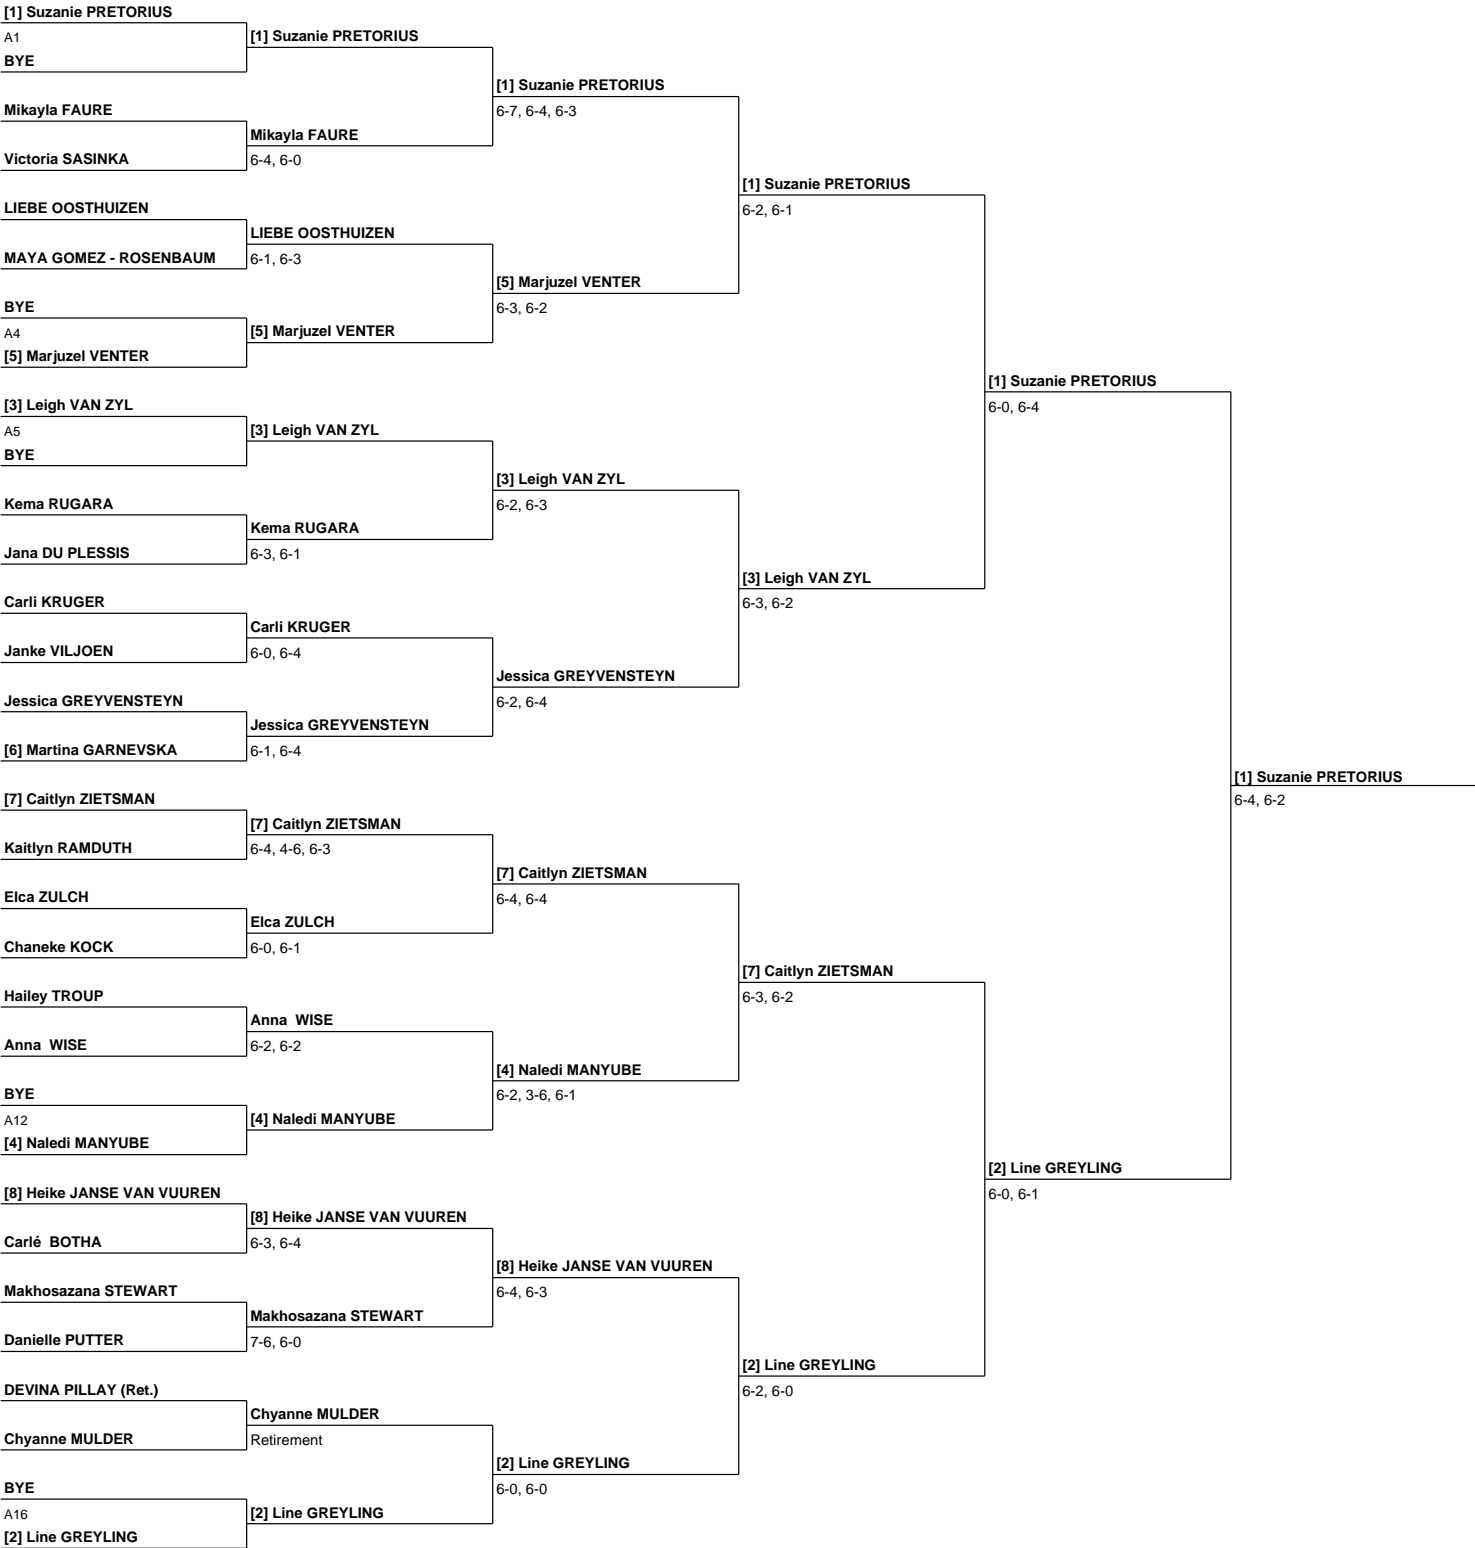 [1] Suzanie PRETORIUS
A1
BYE
Mikayla FAURE
Victoria SASINKA
LIEBE OOSTHUIZEN
MAYA GOMEZ - ROSENBAUM
BYE
A4
[5] Marjuzel VENTER
[3] Leigh VAN ZYL
A5
BYE
Kema RUGARA
Jana DU PLESSIS
Carli KRUGER
Janke VILJOEN
Jessica GREYVENSTEYN
[6] Martina GARNEVSKA
[7] Caitlyn ZIETSMAN
Kaitlyn RAMDUTH
Elca ZULCH
Chaneke KOCK
Hailey TROUP
Anna  WISE
BYE
A12
[4] Naledi MANYUBE
[8] Heike JANSE VAN VUUREN
Carlé  BOTHA
Makhosazana STEWART
Danielle PUTTER
DEVINA PILLAY (Ret.)
Chyanne MULDER
BYE
A16
[2] Line GREYLING
[1] Suzanie PRETORIUS
Mikayla FAURE
6-4, 6-0
LIEBE OOSTHUIZEN
6-1, 6-3
[5] Marjuzel VENTER
[3] Leigh VAN ZYL
Kema RUGARA
6-3, 6-1
Carli KRUGER
6-0, 6-4
Jessica GREYVENSTEYN
6-1, 6-4
[7] Caitlyn ZIETSMAN
6-4, 4-6, 6-3
Elca ZULCH
6-0, 6-1
Anna  WISE
6-2, 6-2
[4] Naledi MANYUBE
[8] Heike JANSE VAN VUUREN
6-3, 6-4
Makhosazana STEWART
7-6, 6-0
Chyanne MULDER
Retirement
[2] Line GREYLING
[1] Suzanie PRETORIUS
6-7, 6-4, 6-3
[5] Marjuzel VENTER
6-3, 6-2
[3] Leigh VAN ZYL
6-2, 6-3
Jessica GREYVENSTEYN
6-2, 6-4
[7] Caitlyn ZIETSMAN
6-4, 6-4
[4] Naledi MANYUBE
6-2, 3-6, 6-1
[8] Heike JANSE VAN VUUREN
6-4, 6-3
[2] Line GREYLING
6-0, 6-0
[1] Suzanie PRETORIUS
6-2, 6-1
[3] Leigh VAN ZYL
6-3, 6-2
[7] Caitlyn ZIETSMAN
6-3, 6-2
[2] Line GREYLING
6-2, 6-0
[1] Suzanie PRETORIUS
6-0, 6-4
[2] Line GREYLING
6-0, 6-1
[1] Suzanie PRETORIUS
6-4, 6-2